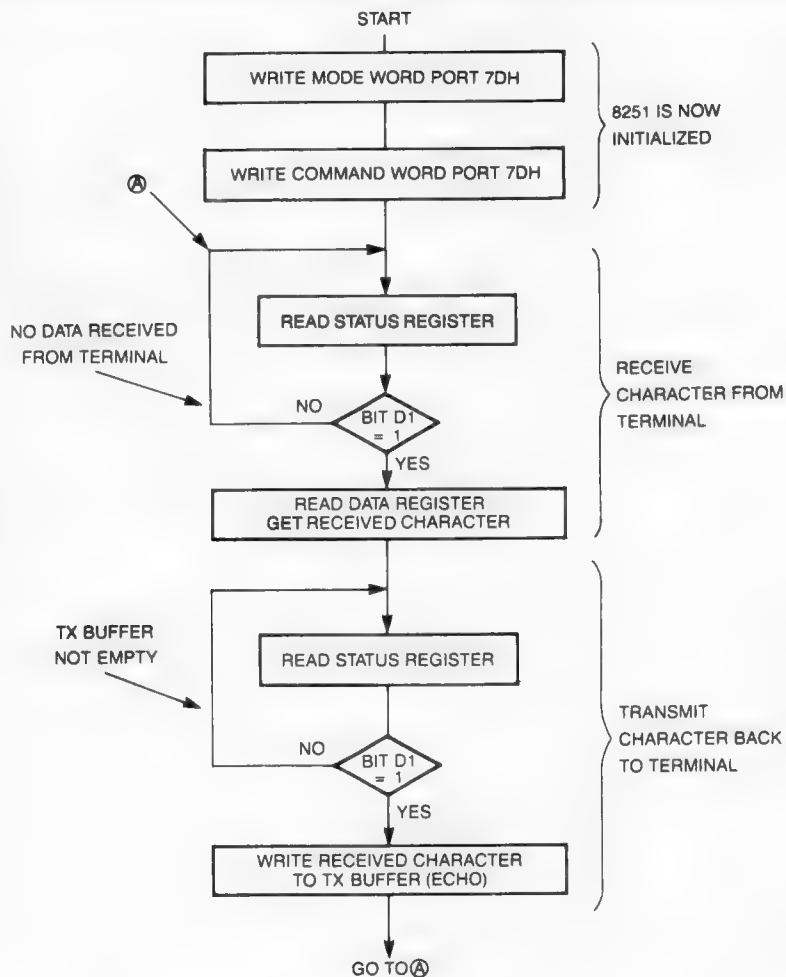 START
WRITE MODE WORD PORT 7DH
8251 IS NOW
INITIALIZED
WRITE COMMAND WORD PORT 7DH
Ⓐ
READ STATUS REGISTER
NO DATA RECEIVED
FROM TERMINAL
RECEIVE
CHARACTER FROM
TERMINAL
NO
BIT D1
= 1
YES
READ DATA REGISTER
GET RECEIVED CHARACTER
TX BUFFER
NOT EMPTY
READ STATUS REGISTER
TRANSMIT
CHARACTER BACK
TO TERMINAL
NO
BIT D1
= 1
YES
WRITE RECEIVED CHARACTER
TO TX BUFFER (ECHO)
GO TO Ⓐ